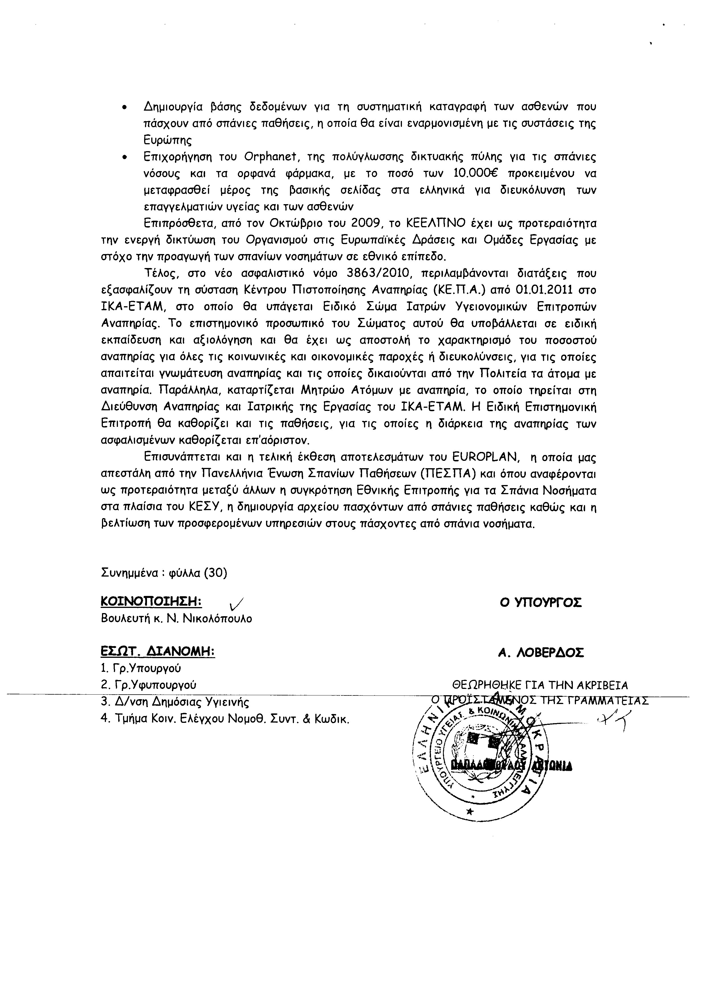 • Δημιουργία βάσης δεδομένων για τη συστηματική καταγραφή των ασθενών που
πάσχουν από σπάνιες παθήσεις, η οποία θα είναι εναρμονισμένη με τις συστάσεις της
Ευρώπης
• Επιχορήγηση του Orphanet, της πολύγλωσσης δικτυακής πύλης για τις σπάνιες
νόσους και τα ορφανά φάρμακα, με το ποσό των 10.000€ προκειμένου να
μεταφρασθεί μέρος της βασικής σελίδας στα ελληνικά για διευκόλυνση των
επαγγελματιών υγείας και των ασθενών
Επιπρόσθετα, από τον Οκτώβριο του 2009, το ΚΕΕΛΠΝΟ έχει ως προτεραιότητα
την ενεργή δικτύωση του Οργανισμού στις Ευρωπαϊκές Δράσεις και Ομάδες Εργασίας με
στόχο την προαγωγή των σπανίων νοσημάτων σε εθνικό επίπεδο.
Τέλος, στο νέο ασφαλιστικό νόμο 3863/2010, περιλαμβάνονται διατάξεις που
εξασφαλίζουν τη σύσταση Κέντρου Πιστοποίησης Αναπηρίας (ΚΕ.Π.Α.) από 01.01.2011 στο
ΙΚΑ-ΕΤΑΜ, στο οποίο θα υπάγεται Ειδικό Σώμα Ιατρών Υγειονομικών Επιτροπών
Αναπηρίας. Το επιστημονικό προσωπικό του Σώματος αυτού θα υποβάλλεται σε ειδική
εκπαίδευση και αξιολόγηση και θα έχει ως αποστολή το χαρακτηρισμό του ποσοστού
αναπηρίας για όλες τις κοινωνικές και οικονομικές παροχές ή διευκολύνσεις, για τις οποίες
απαιτείται γνωμάτευση αναπηρίας και τις οποίες δικαιούνται από την Πολιτεία τα άτομα με
αναπηρία. Παράλληλα, καταρτίζεται Μητρώο Ατόμων με αναπηρία, το οποίο τηρείται στη
Διεύθυνση Αναπηρίας και Ιατρικής της Εργασίας του ΙΚΑ-ΕΤΑΜ. Η Ειδική Επιστημονική
Επιτροπή θα καθορίζει και τις παθήσεις, για τις οποίες η διάρκεια της αναπηρίας των
ασφαλισμένων καθορίζεται επ'αόριστον.
Επισυνάπτεται και η τελική έκθεση αποτελεσμάτων του EUROPLAN, η οποία μας
απεστάλη από την Πανελλήνια Ένωση Σπανίων Παθήσεων (ΠΕΣΠΑ) και όπου αναφέρονται
ως προτεραιότητα μεταξύ άλλων η συγκρότηση Εθνικής Επιτροπής για τα Σπάνια Νοσήματα
στα πλαίσια του ΚΕΣΥ, η δημιουργία αρχείου πασχόντων από σπάνιες παθήσεις καθώς και η
βελτίωση των προσφερομένων υπηρεσιών στους πάσχοντες από σπάνια νοσήματα.
Συνημμένα : φύλλα (30)
ΚΟΙΝΟΠΟΙΗΣΗ: ✓
Βουλευτή κ. Ν. Νικολόπουλο
Ο ΥΠΟΥΡΓΟΣ
ΕΣΩΤ. ΔΙΑΝΟΜΗ:
1. Γρ.Υπουργού
2. Γρ.Υφυπουργού
3. Δ/νση Δημόσιας Υγιεινής
4. Τμήμα Κοιν. Ελέγχου Νομοθ. Συντ. & Κωδικ.
Α. ΛΟΒΕΡΔΟΣ
ΘΕΩΡΗΘΗΚΕ ΓΙΑ ΤΗΝ ΑΚΡΙΒΕΙΑ
Ο ΠΡΟΪΣΤΑΜΕΝΟΣ ΤΗΣ ΓΡΑΜΜΑΤΕΙΑΣ
ΕΛΛΗΝΙΚΗ ΔΗΜΟΚΡΑΤΙΑ
ΥΠΟΥΡΓΕΙΟ ΥΓΕΙΑΣ & ΚΟΙΝΩΝΙΚΗΣ ΑΛΛΗΛΕΓΓΥΗΣ
ΠΑΠΑΔΟΠΟΥΛΟΥ ΑΝΤΩΝΙΑ